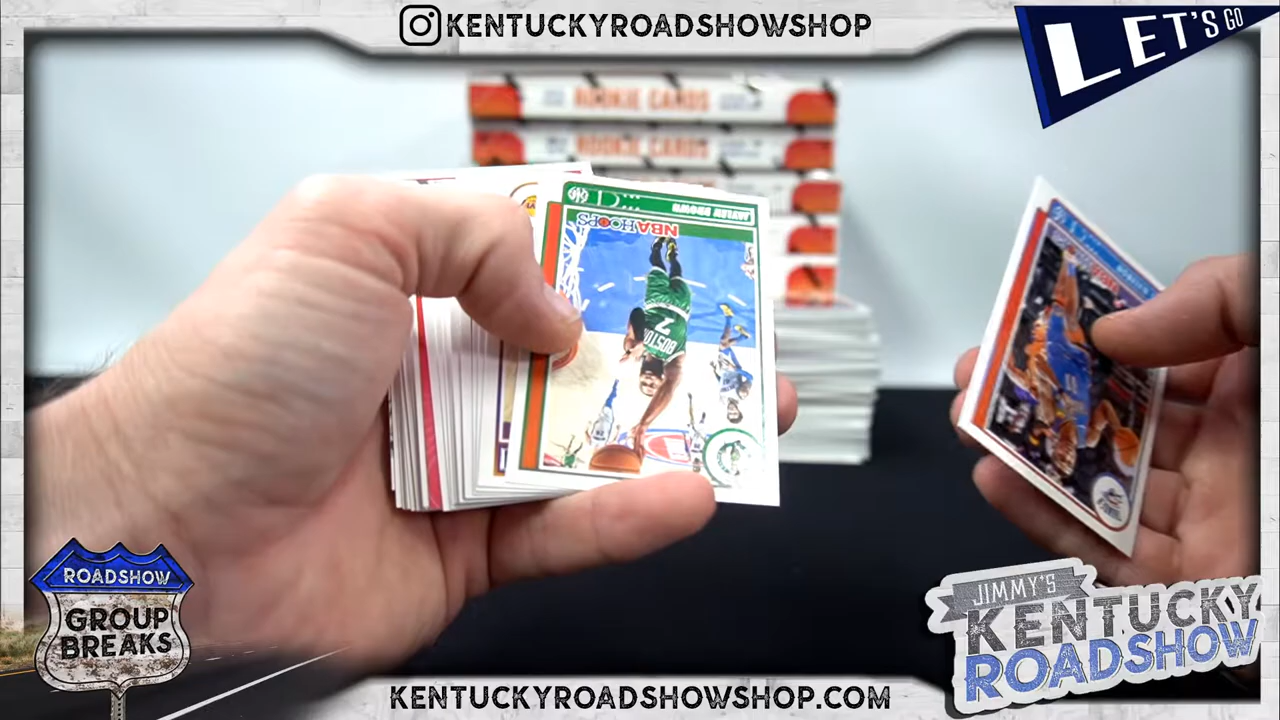 KENTUCKYROADSHOWSHOP
LET'S GO
ROOKIE CARDS
ROOKIE CARDS
JAYLEN BROWN
NBA HOOPS
7
BOSTON
ROADSHOW
GROUP
BREAKS
JIMMY'S
KENTUCKY
ROADSHOW
KENTUCKYROADSHOWSHOP.COM